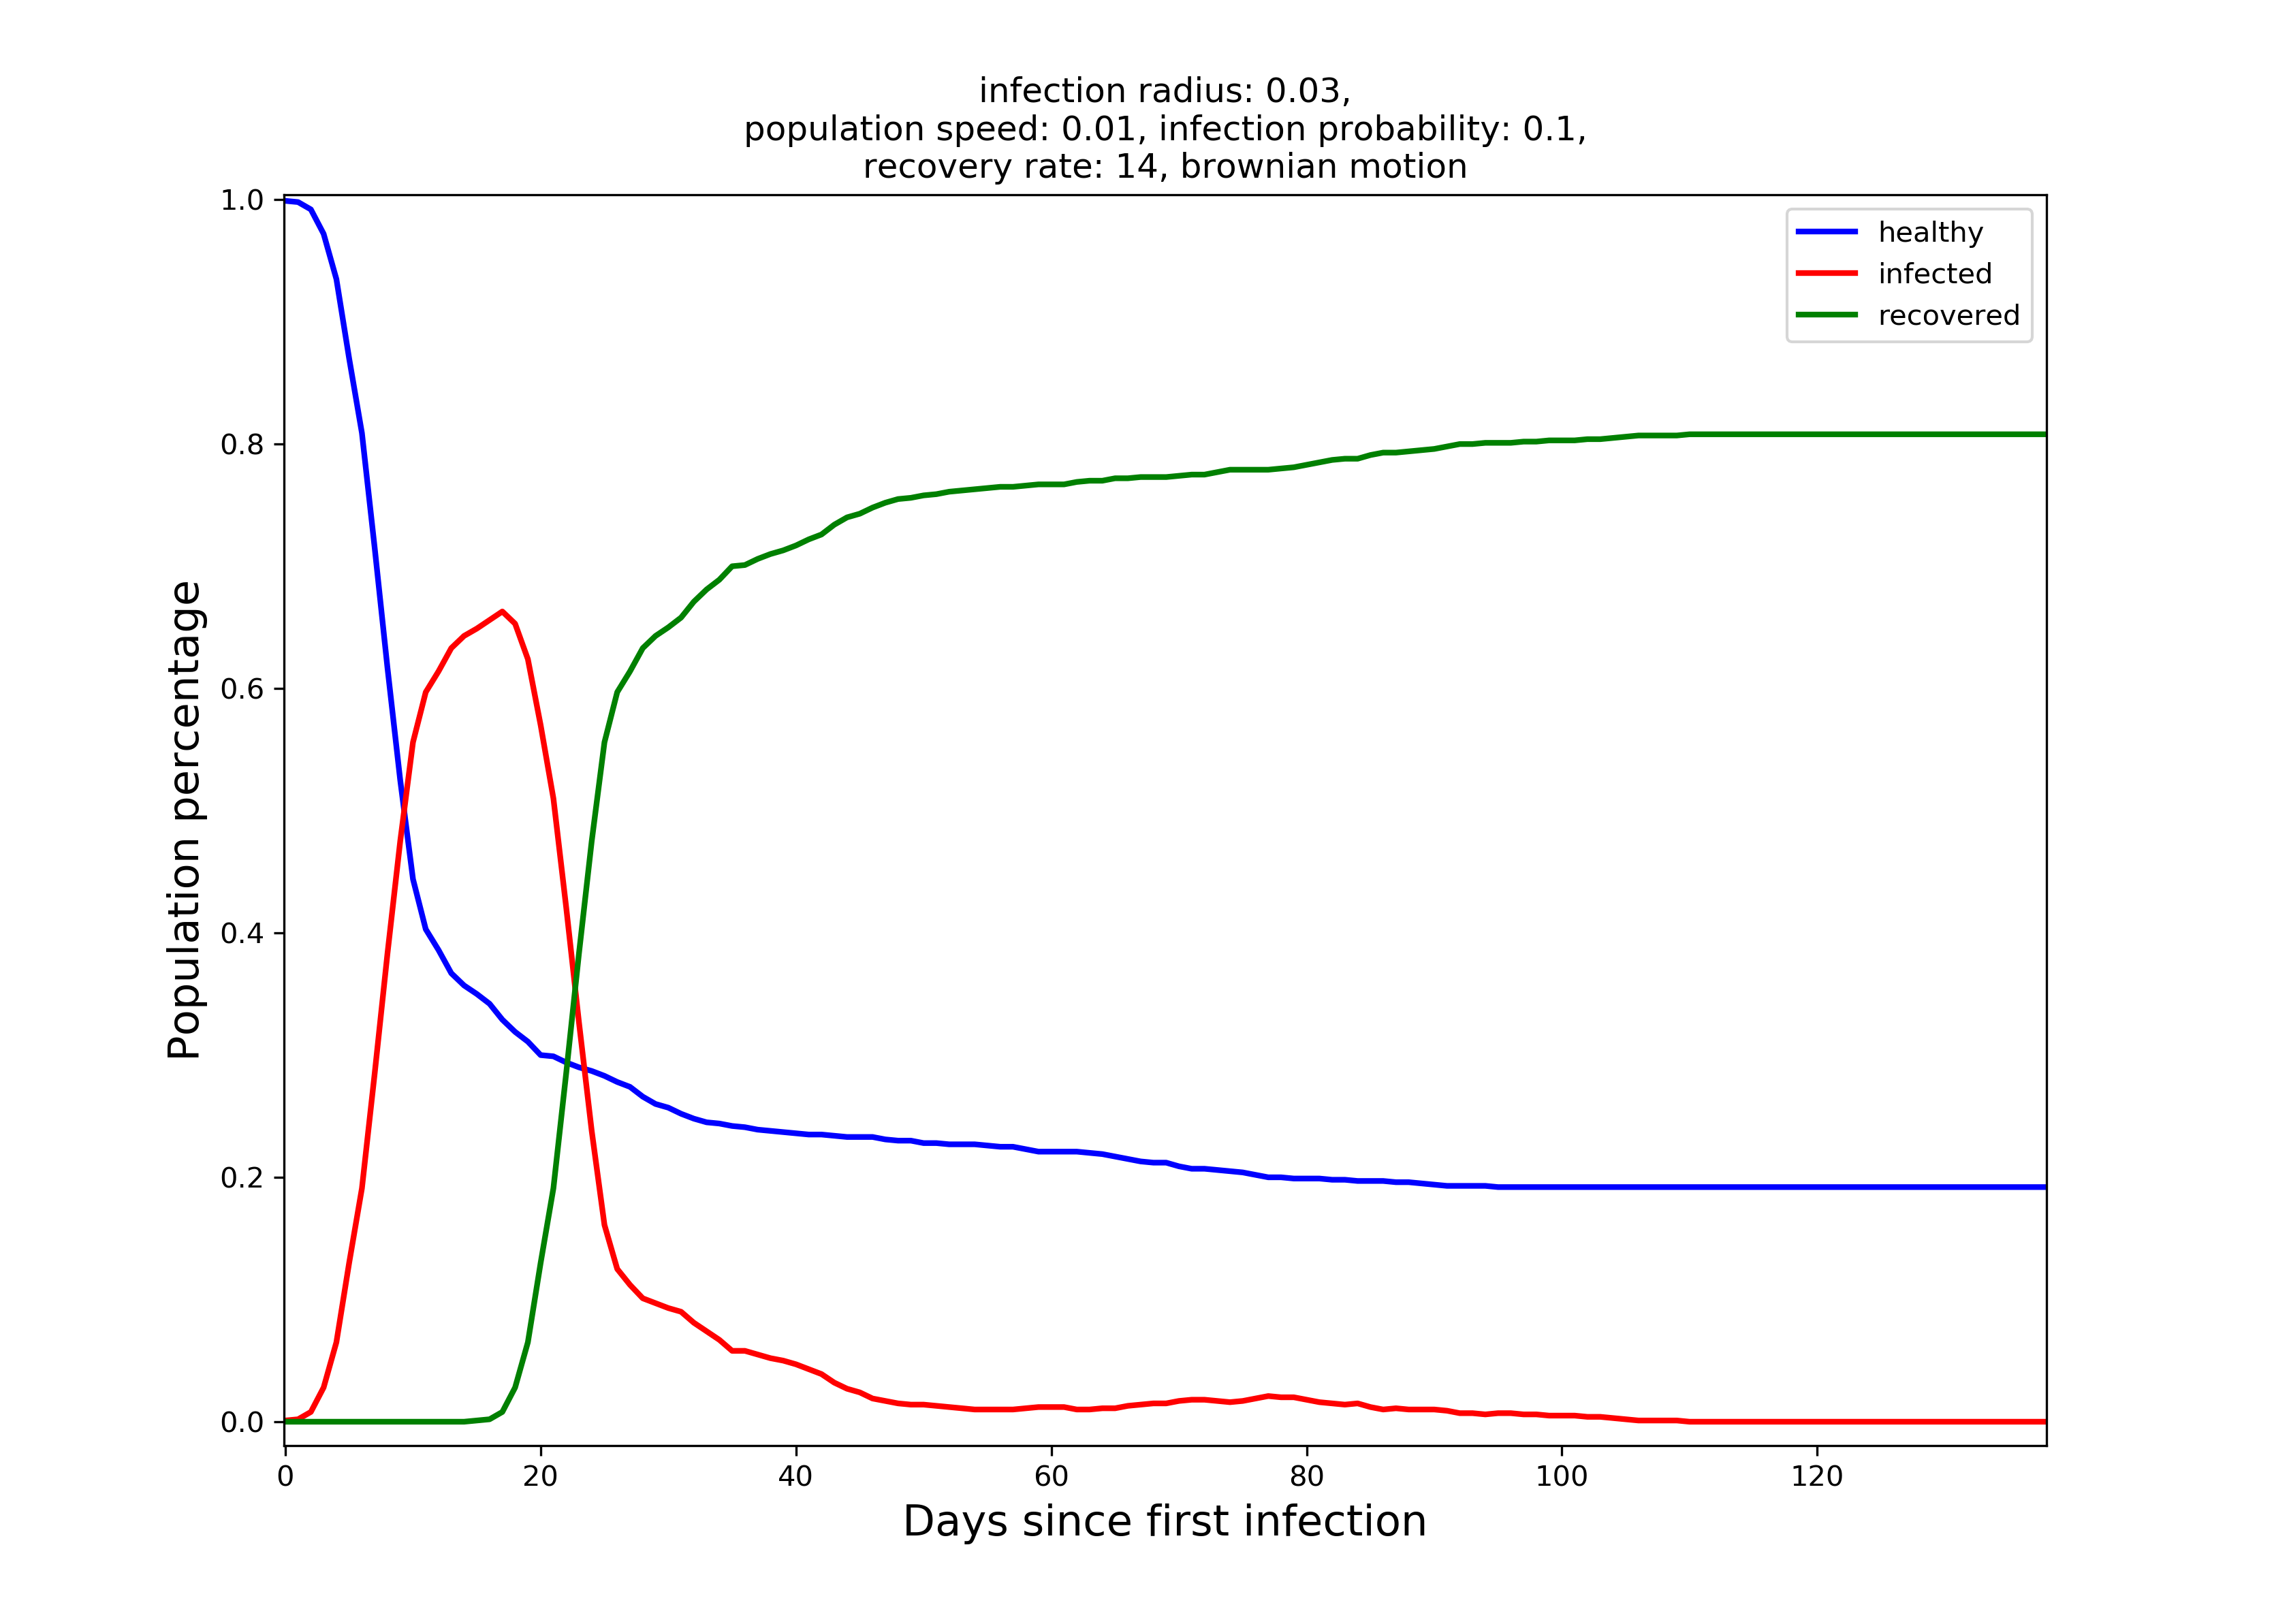 infection radius: 0.03,
population speed: 0.01, infection probability: 0.1,
recovery rate: 14, brownian motion
1.0
0.8
0.6
0.4
0.2
0.0
Population percentage
healthy
infected
recovered
0 20 40 60 80 100 120
Days since first infection